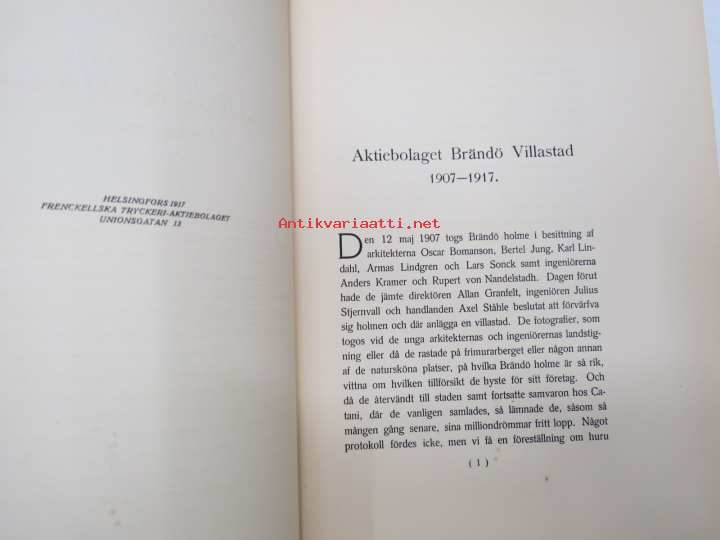 HELSINGFORS 1917
FRENCKELLSKA TRYCKERI-AKTIEBOLAGET
UNIONSGATAN 13
Aktiebolaget Brändö Villastad
1907—1917.
Antikvariaatti.net
Den 12 maj 1907 togs Brändö holme i besittning af
arkitekterna Oscar Bomanson, Bertel Jung, Karl Lin-
dahl, Armas Lindgren och Lars Sonck samt ingeniörerna
Anders Kramer och Rupert von Nandelstadh. Dagen förut
hade de jämte direktören Allan Granfelt, ingeniören Julius
Stjernvall och handlanden Axel Ståhle beslutat att förvärfva
sig holmen och där anlägga en villastad. De fotografier, som
togos vid de unga arkitekternas och ingeniörernas landstig-
ning eller då de rastade på frimurarberget eller någon annan
af de natursköna platser, på hvilka Brändö holme är så rik,
vittna om hvilken tillförsikt de hyste för sitt företag. Och
då de återvändt till staden samt fortsatte samvaron hos Ca-
tani, där de vanligen samlades, så lämnade de, såsom så
mången gång senare, sina milliondrömmar fritt lopp. Något
protokoll fördes icke, men vi få en föreställning om huru
( 1 )